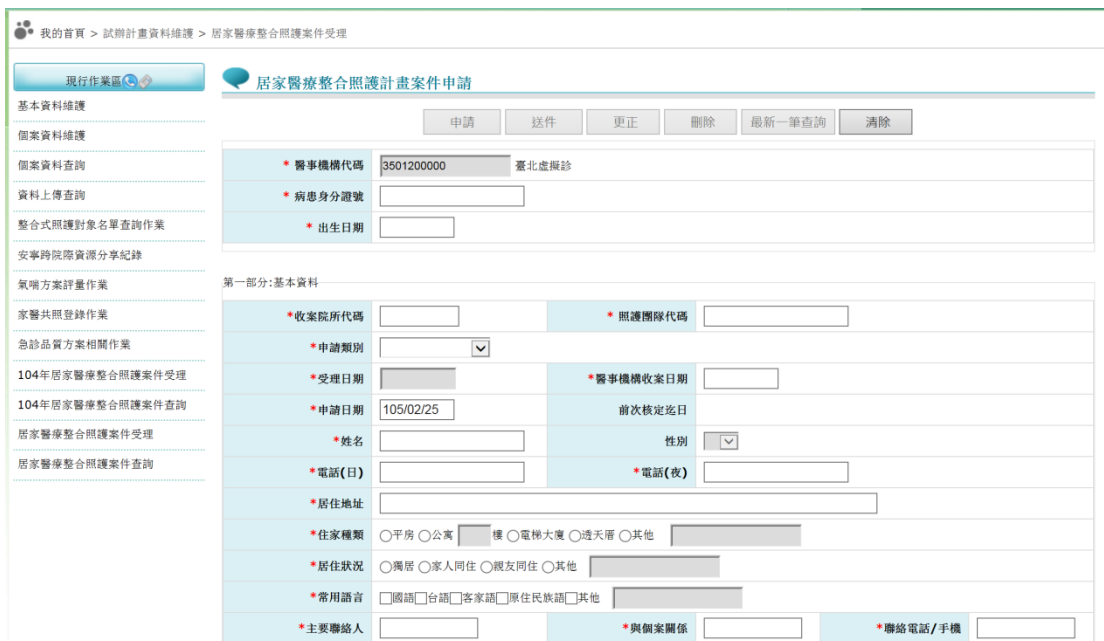 我的首頁 > 試辦計畫資料維護 > 居家醫療整合照護案件受理
現行作業區
基本資料維護
個案資料維護
個案資料查詢
資料上傳查詢
整合式照護對象名單查詢作業
安寧跨院際資源分享紀錄
氣喘方案評量作業
家醫共照登錄作業
急診品質方案相關作業
104年居家醫療整合照護案件受理
104年居家醫療整合照護案件查詢
居家醫療整合照護案件受理
居家醫療整合照護案件查詢
居家醫療整合照護計畫案件申請
申請 送件 更正 刪除 最新一筆查詢 清除
* 醫事機構代碼 3501200000 臺北虛擬診
* 病患身分證號
* 出生日期
第一部分:基本資料
*收案院所代碼 * 照護團隊代碼
*申請類別
*受理日期 *醫事機構收案日期
*申請日期 105/02/25 前次核定迄日
*姓名 性別
*電話(日) *電話(夜)
*居住地址
*住家種類 ○平房 ○公寓 樓 ○電梯大廈 ○透天厝 ○其他
*居住狀況 ○獨居 ○家人同住 ○親友同住 ○其他
*常用語言 □國語□台語□客家語□原住民族語□其他
*主要聯絡人 *與個案關係 *聯絡電話/手機